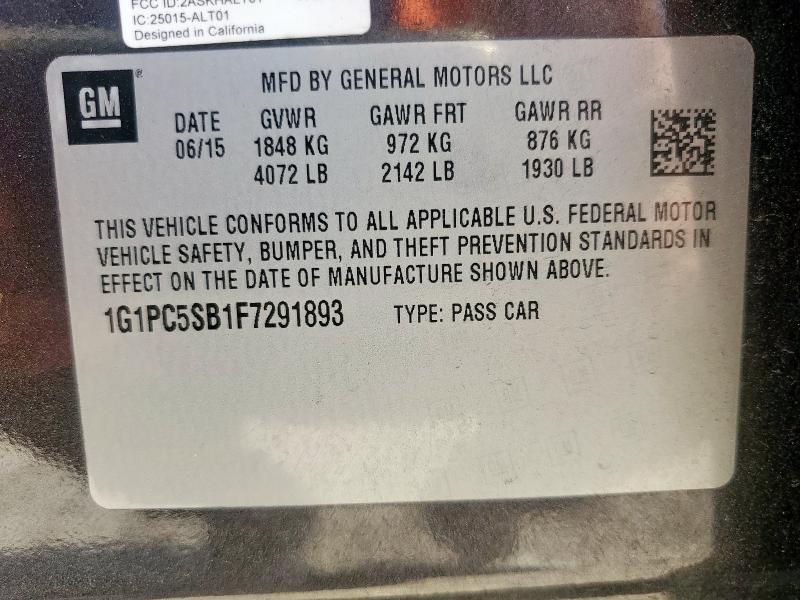 IC:25015-ALT01
Designed in California
GM
MFD BY GENERAL MOTORS LLC
DATE GVWR GAWR FRT GAWR RR
06/15 1848 KG 972 KG 876 KG
4072 LB 2142 LB 1930 LB
THIS VEHICLE CONFORMS TO ALL APPLICABLE U.S. FEDERAL MOTOR
VEHICLE SAFETY, BUMPER, AND THEFT PREVENTION STANDARDS IN
EFFECT ON THE DATE OF MANUFACTURE SHOWN ABOVE.
1G1PC5SB1F7291893 TYPE: PASS CAR